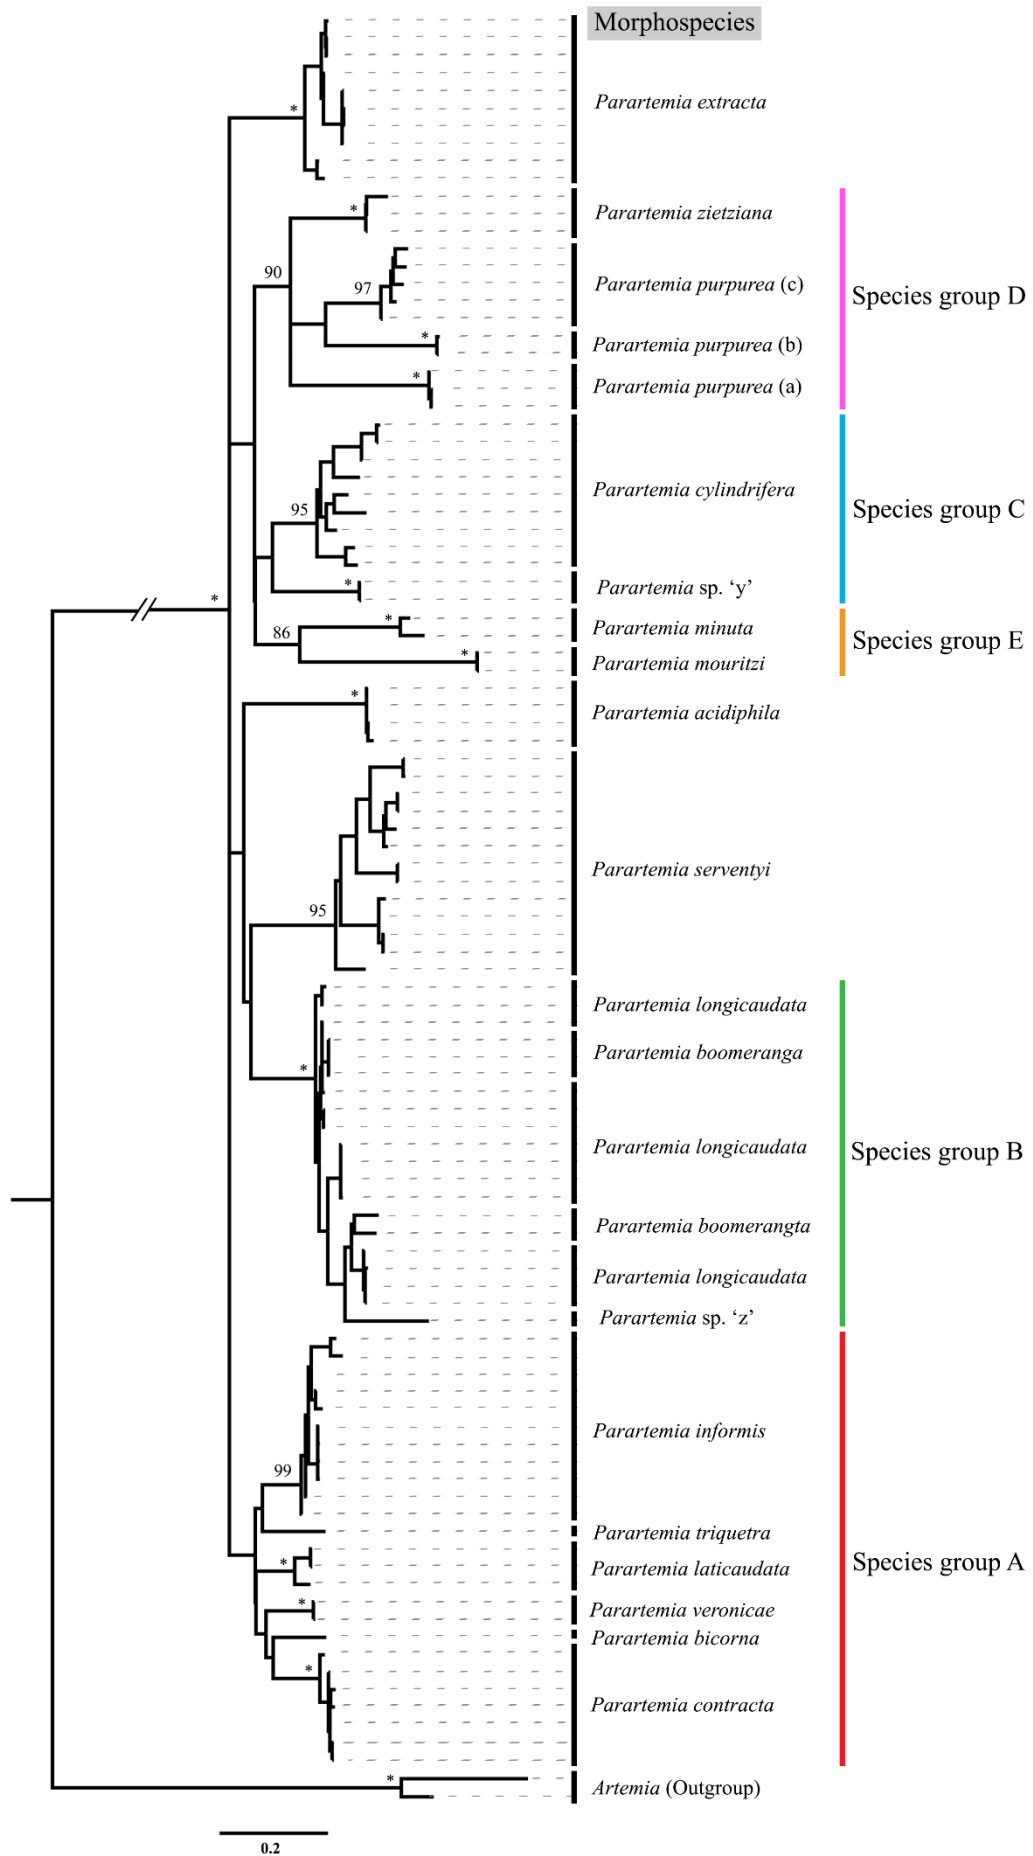 Morphospecies
*
Parartemia extracta
*
Parartemia zietziana
90
97
Parartemia purpurea (c)
Species group D
*
Parartemia purpurea (b)
*
Parartemia purpurea (a)
95
Parartemia cylindrifera
Species group C
*
Parartemia sp. ‘y’
*
*
Parartemia minuta
86
Species group E
*
Parartemia mouritzi
*
Parartemia acidiphila
Parartemia serventyi
95
Parartemia longicaudata
Parartemia boomeranga
*
Parartemia longicaudata
Species group B
Parartemia boomerangta
Parartemia longicaudata
Parartemia sp. ‘z’
Parartemia informis
99
Parartemia triquetra
*
Parartemia laticaudata
Species group A
*
Parartemia veronicae
Parartemia bicorna
*
Parartemia contracta
*
Artemia (Outgroup)
0.2